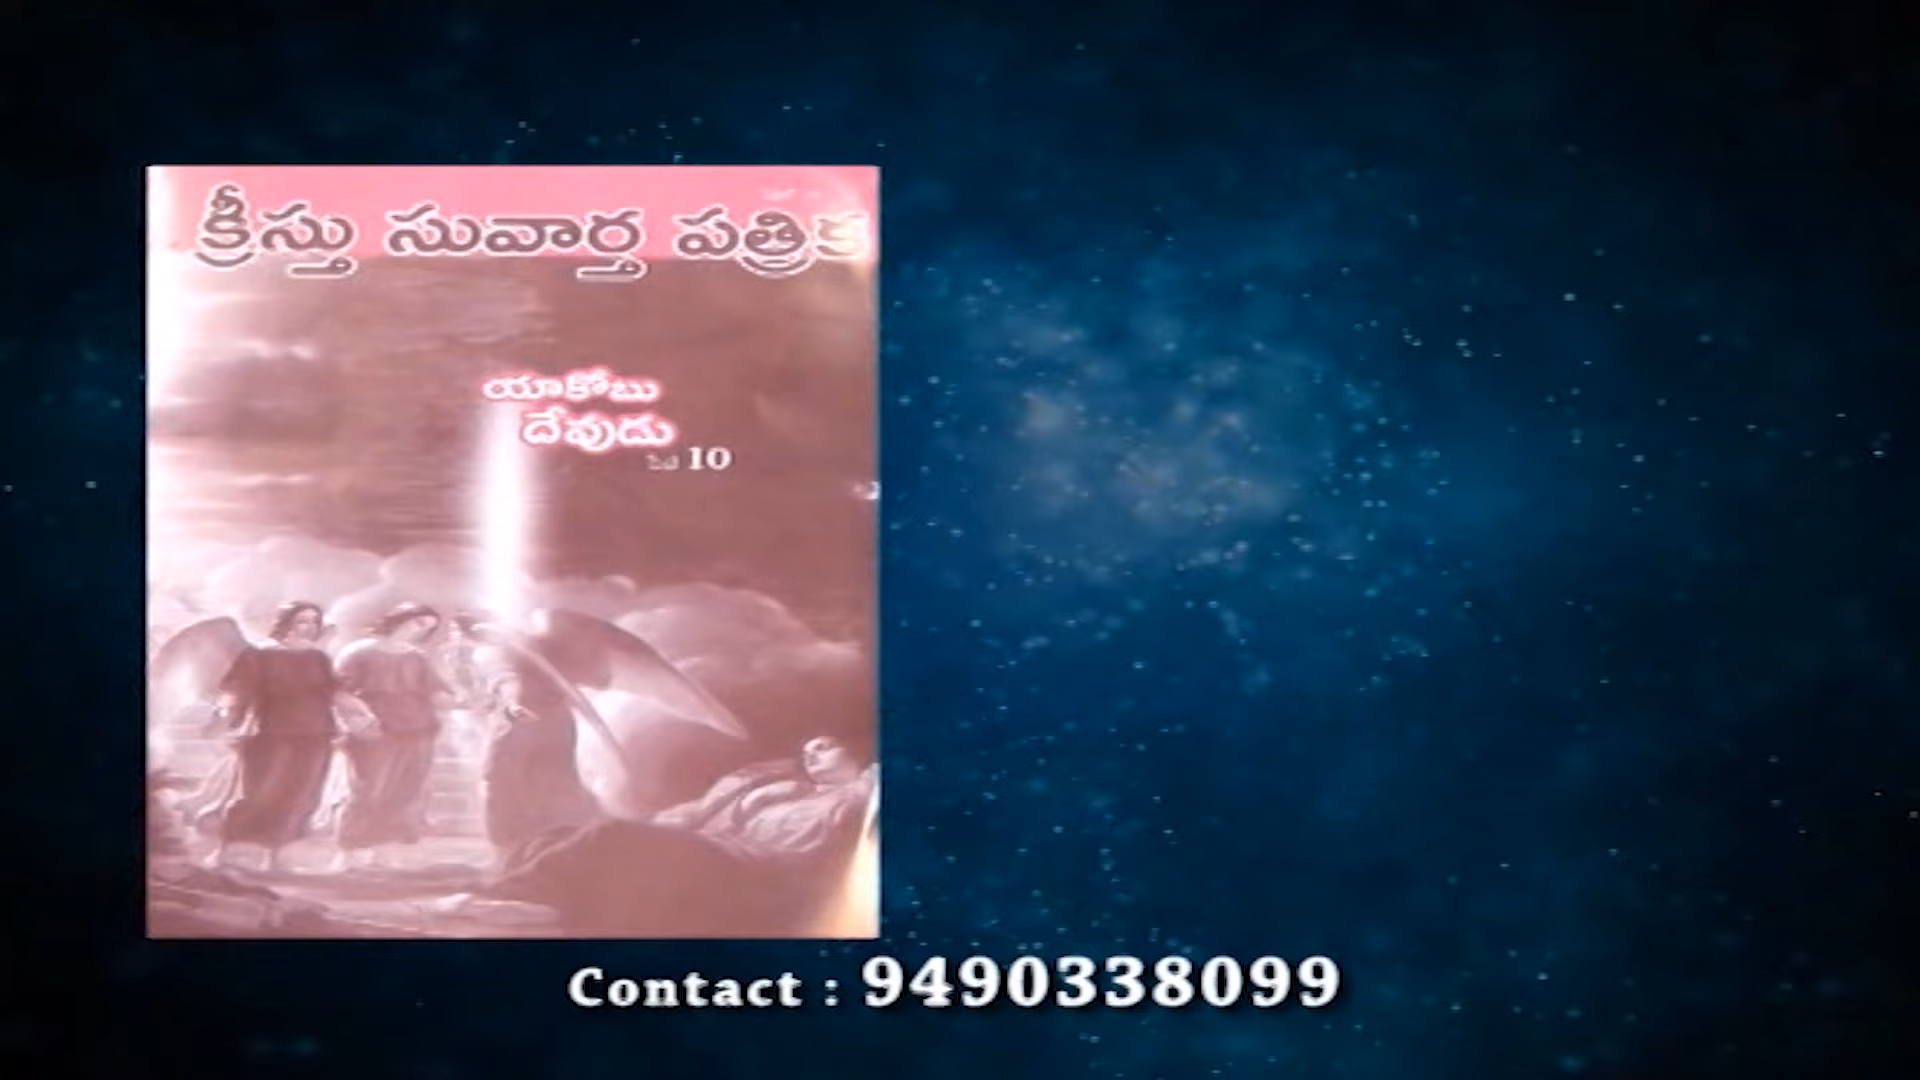 క్రీస్తు సువార్త పత్రిక
యాకోబు
దేవుడు
పేజి 10
Contact : 9490338099